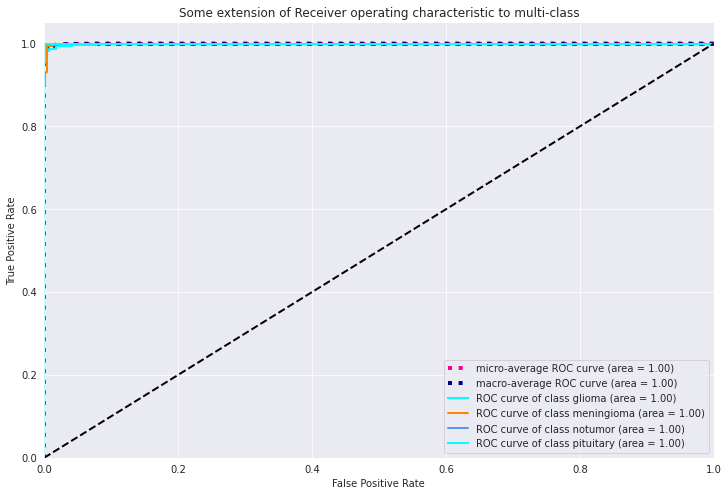 Some extension of Receiver operating characteristic to multi-class
True Positive Rate
1.0
0.8
0.6
0.4
0.2
0.0
micro-average ROC curve (area = 1.00)
macro-average ROC curve (area = 1.00)
ROC curve of class glioma (area = 1.00)
ROC curve of class meningioma (area = 1.00)
ROC curve of class notumor (area = 1.00)
ROC curve of class pituitary (area = 1.00)
0.0 0.2 0.4 0.6 0.8 1.0
False Positive Rate